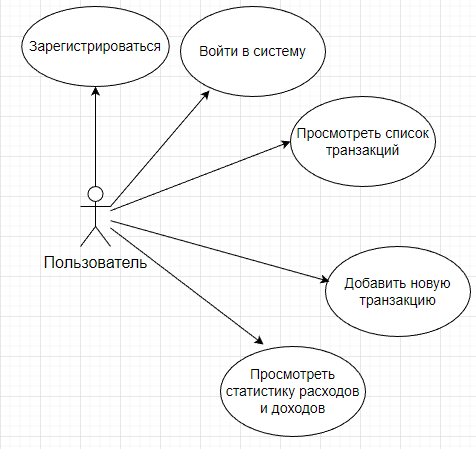 Зарегистрироваться
Войти в систему
Просмотреть список
транзакций
Пользователь
Добавить новую
транзакцию
Просмотреть
статистику расходов
и доходов